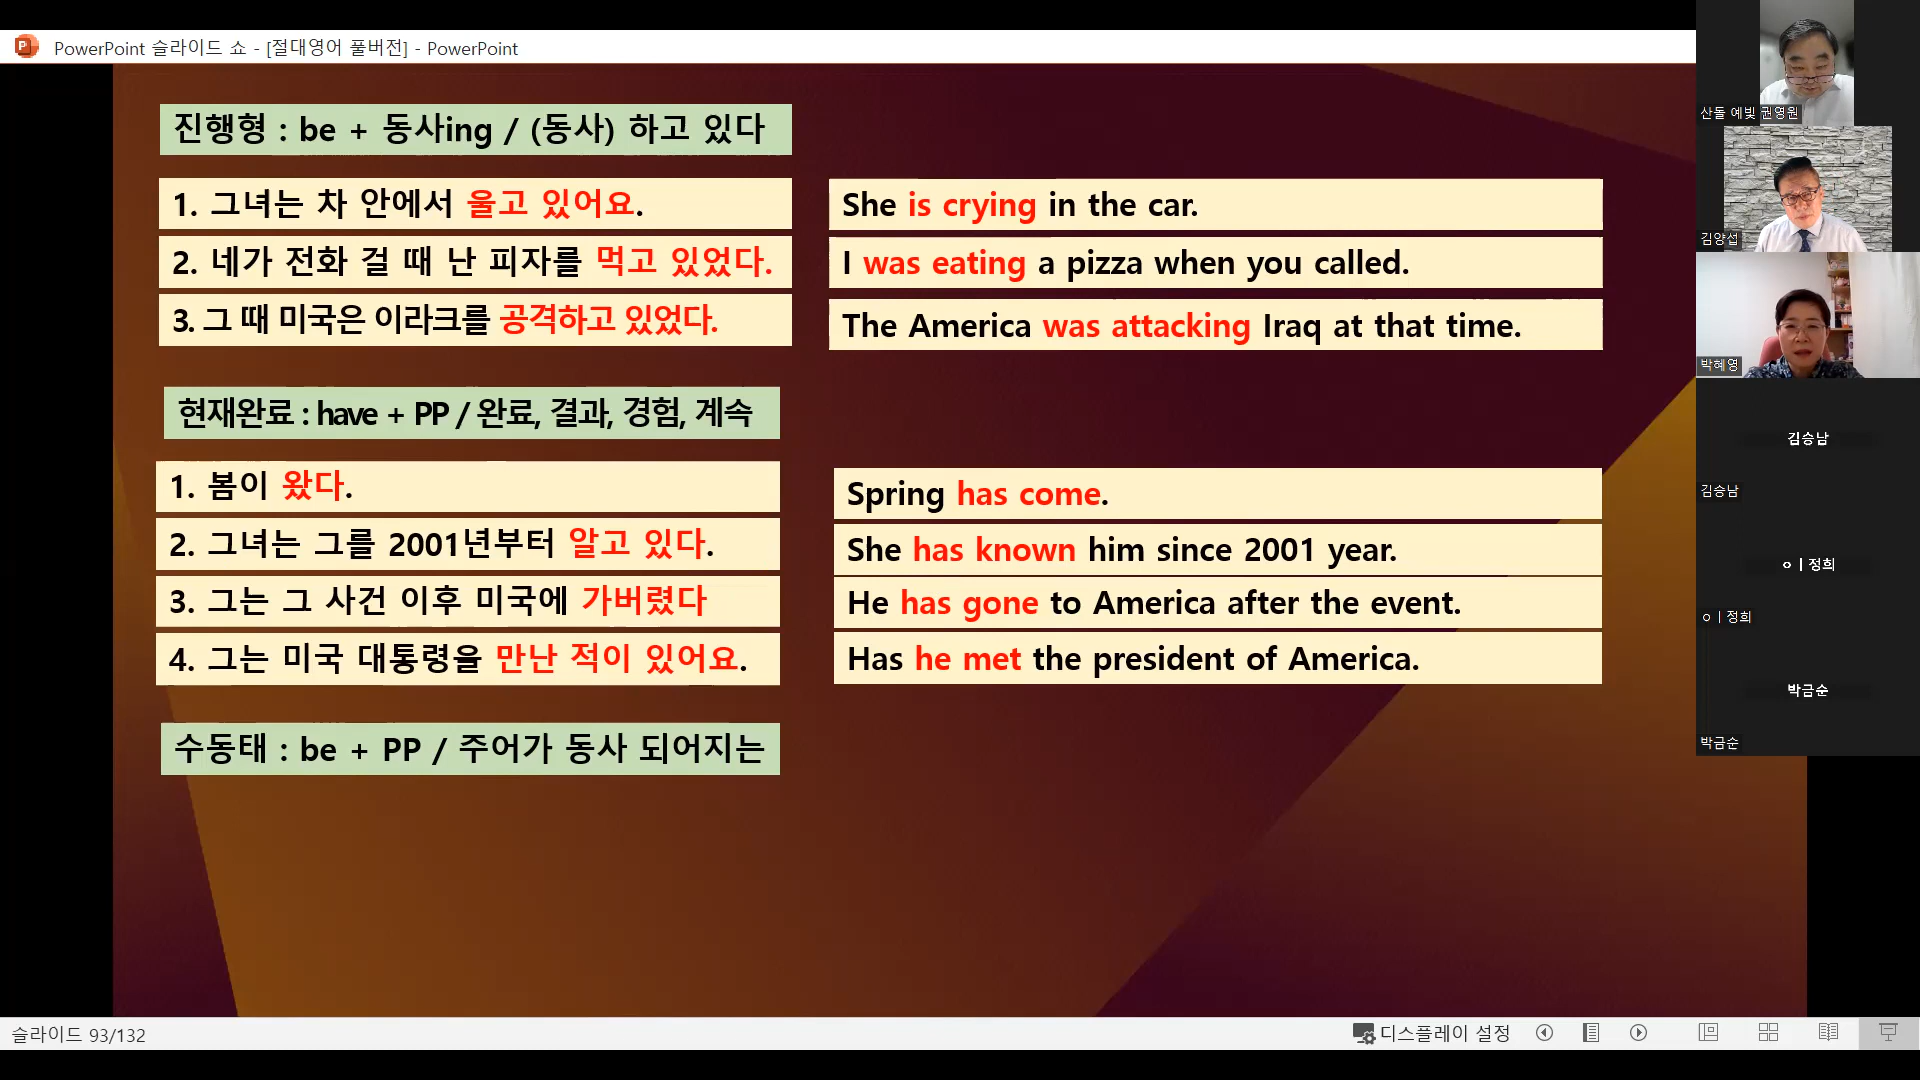 PowerPoint 슬라이드 쇼 - [절대영어 풀버전] - PowerPoint
진행형 : be + 동사ing / (동사) 하고 있다
1. 그녀는 차 안에서 울고 있어요.
She is crying in the car.
2. 네가 전화 걸 때 난 피자를 먹고 있었다.
I was eating a pizza when you called.
3. 그 때 미국은 이라크를 공격하고 있었다.
The America was attacking Iraq at that time.
현재완료 : have + PP / 완료, 결과, 경험, 계속
1. 봄이 왔다.
Spring has come.
2. 그녀는 그를 2001년부터 알고 있다.
She has known him since 2001 year.
3. 그는 그 사건 이후 미국에 가버렸다
He has gone to America after the event.
4. 그는 미국 대통령을 만난 적이 있어요.
Has he met the president of America.
수동태 : be + PP / 주어가 동사 되어지는
산돌 예빛 권영원
김양섭
박혜영
김승남
김승남
ㅇㅣ정희
ㅇㅣ정희
박금순
박금순
슬라이드 93/132
디스플레이 설정